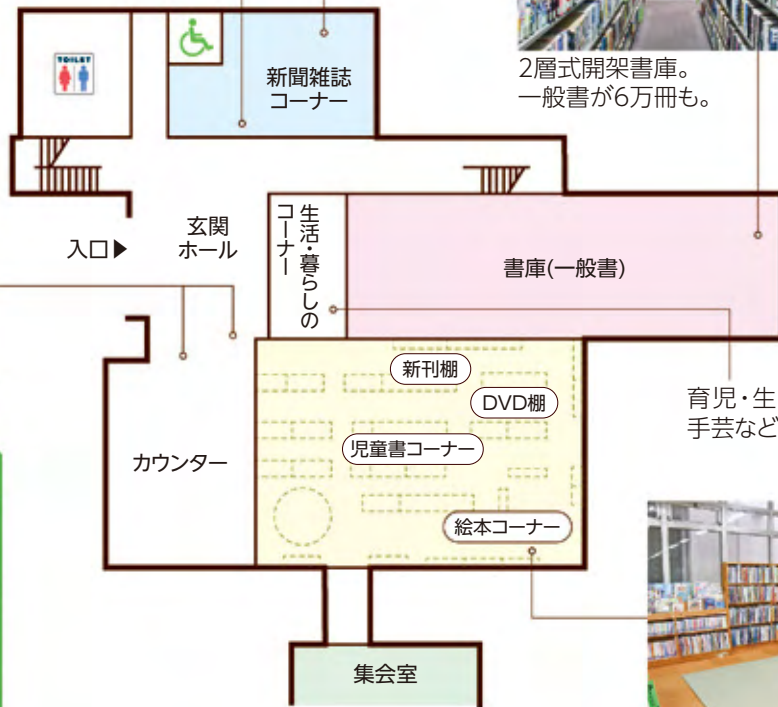 TOILET
新聞雑誌
コーナー
2層式開架書庫。
一般書が6万冊も。
入口▶
玄関
ホール
生活・暮らしの
コーナー
書庫(一般書)
新刊棚
DVD棚
児童書コーナー
絵本コーナー
カウンター
育児・生
手芸など
集会室